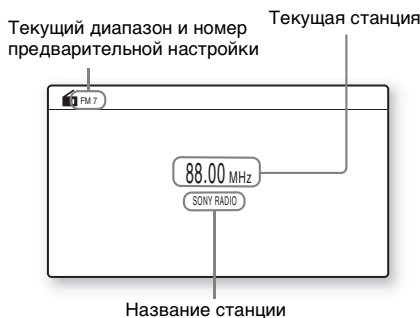 Текущий диапазон и номер
предварительной настройки
Текущая станция
FM 7
88.00 MHz
SONY RADIO
Название станции